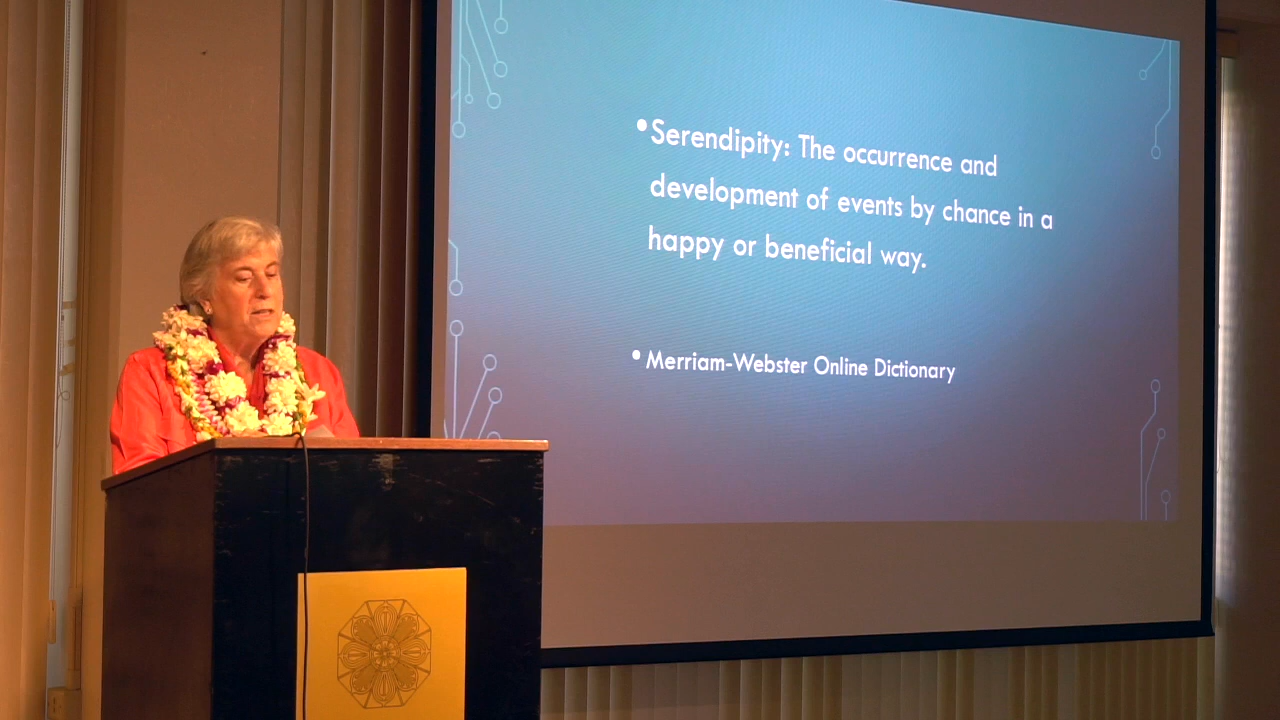 •Serendipity: The occurrence and
development of events by chance in a
happy or beneficial way.
•Merriam-Webster Online Dictionary